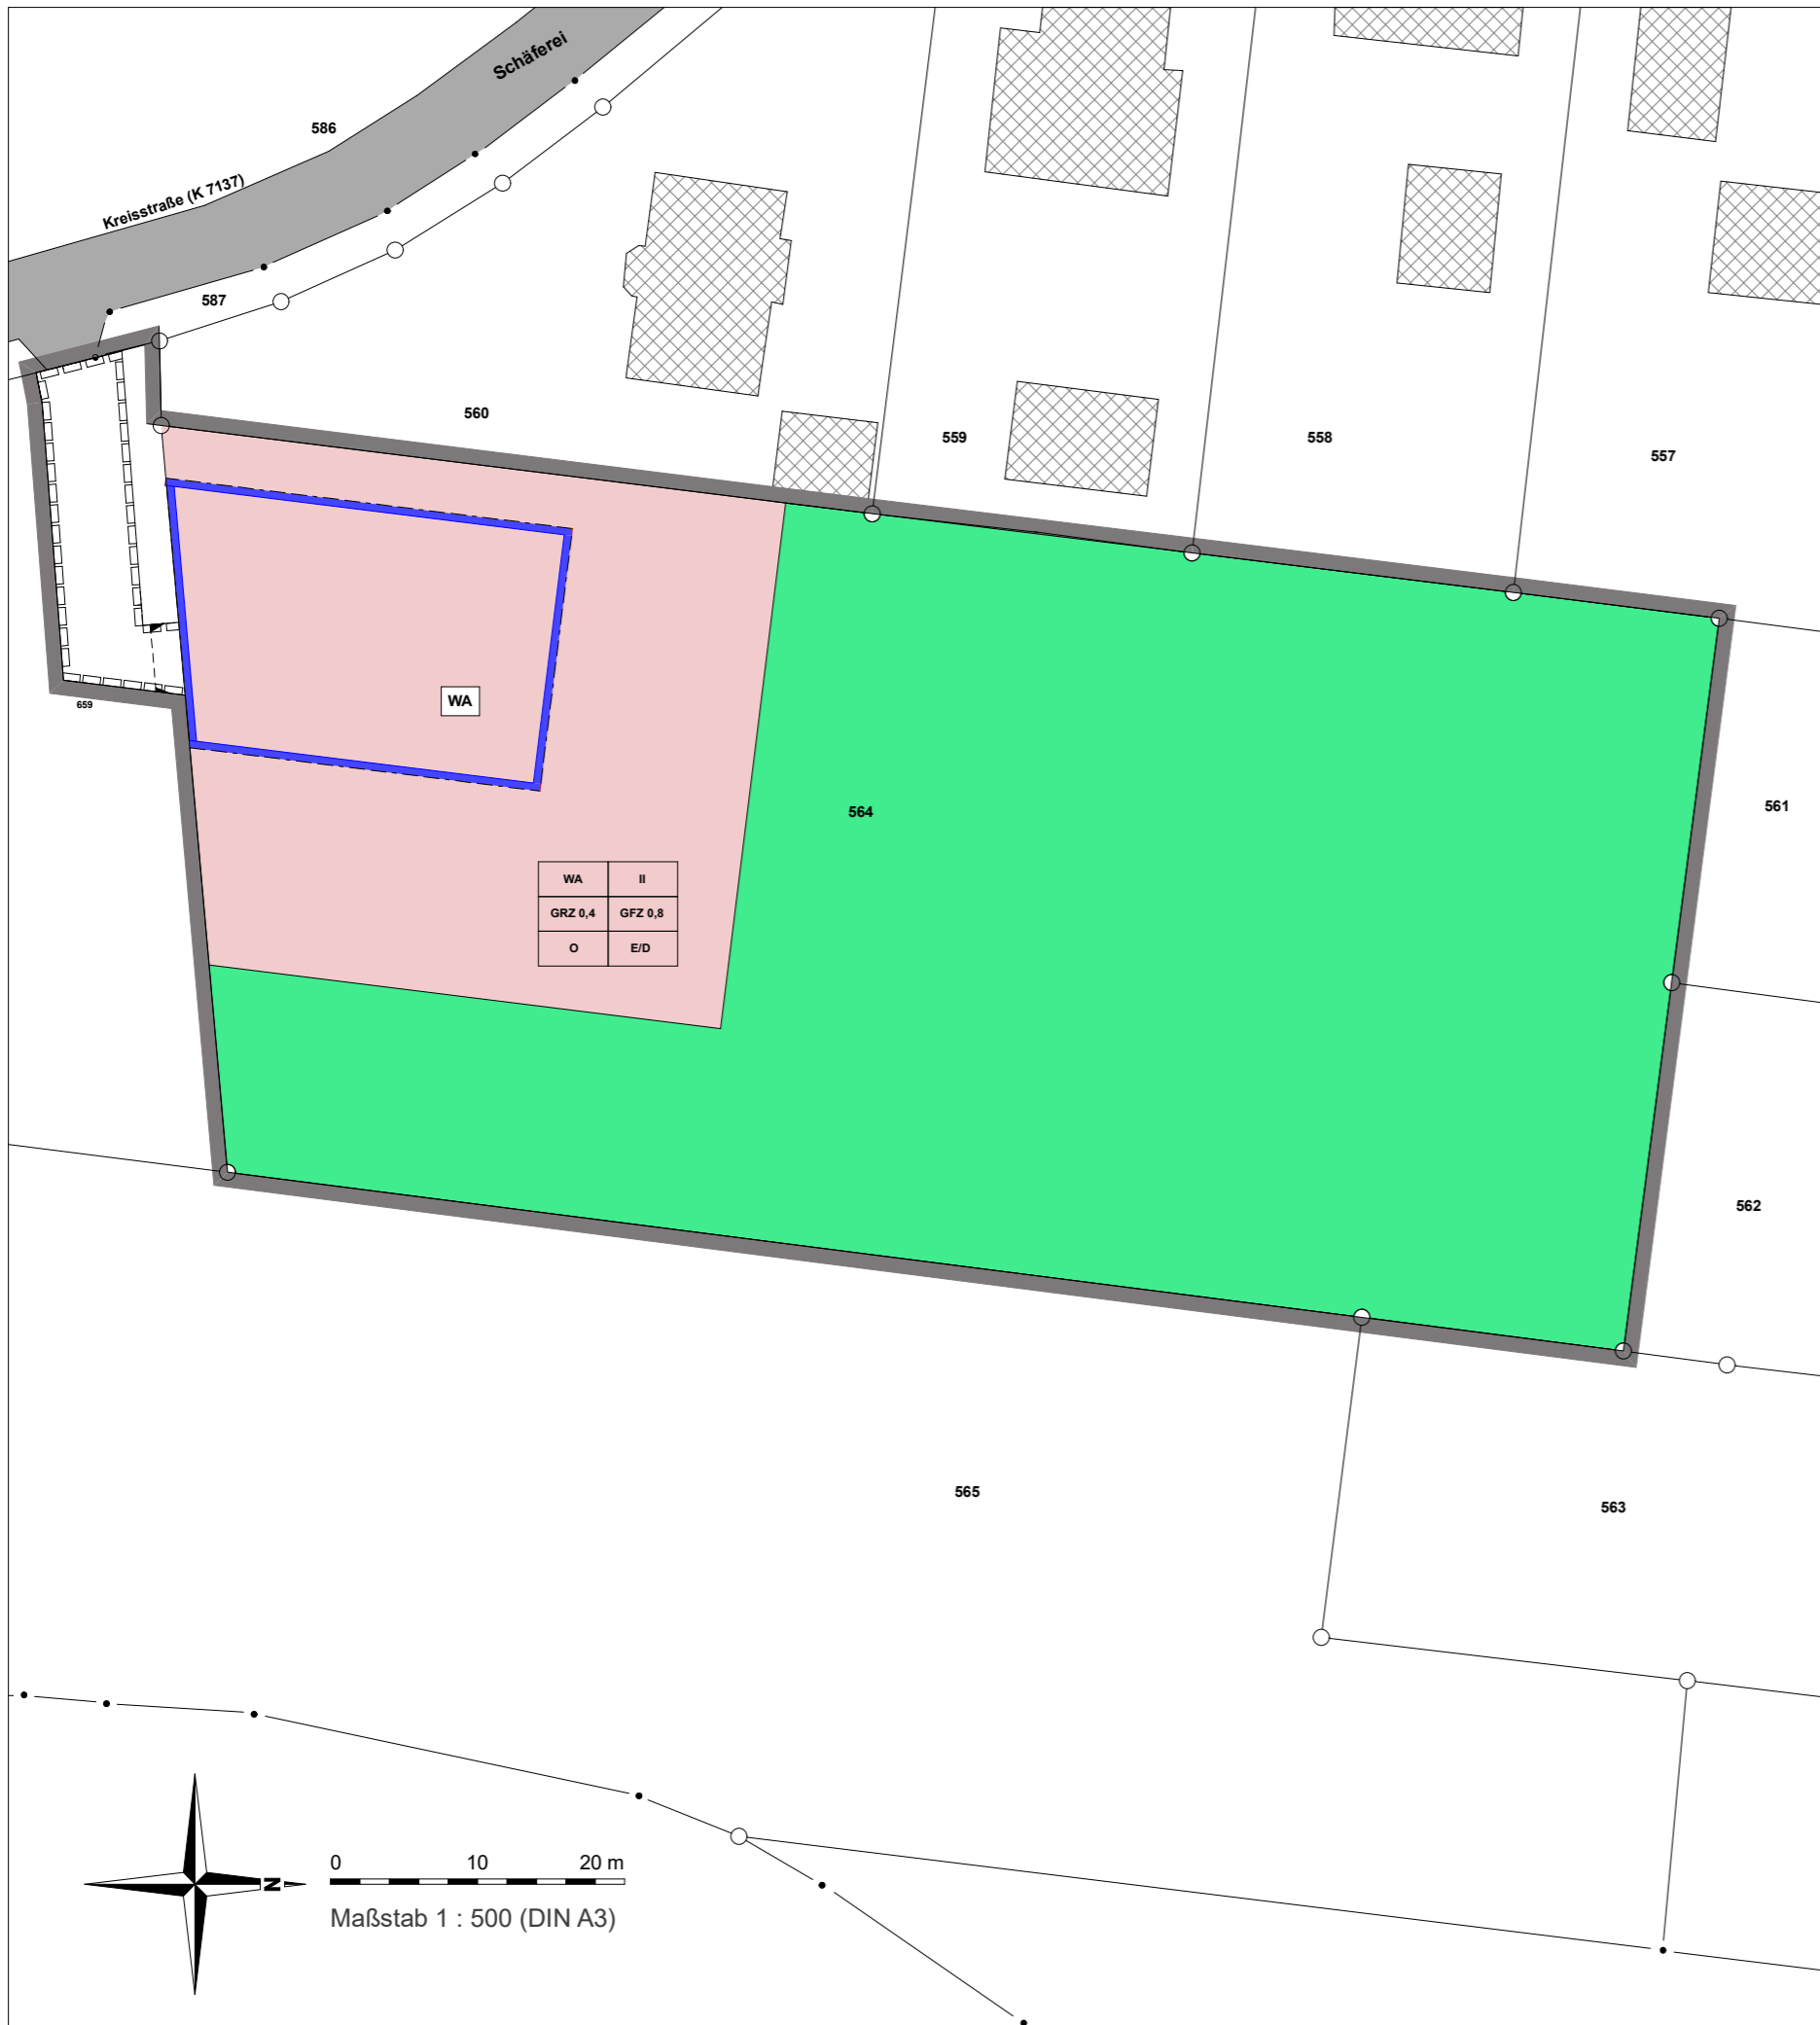 Schäferei
586
Kreisstraße (K 7137)
587
560
559
558
557
659
WA
564
561
WA II
GRZ 0,4 GFZ 0,8
O E/D
562
565
563
N
0 10 20 m
Maßstab 1 : 500 (DIN A3)